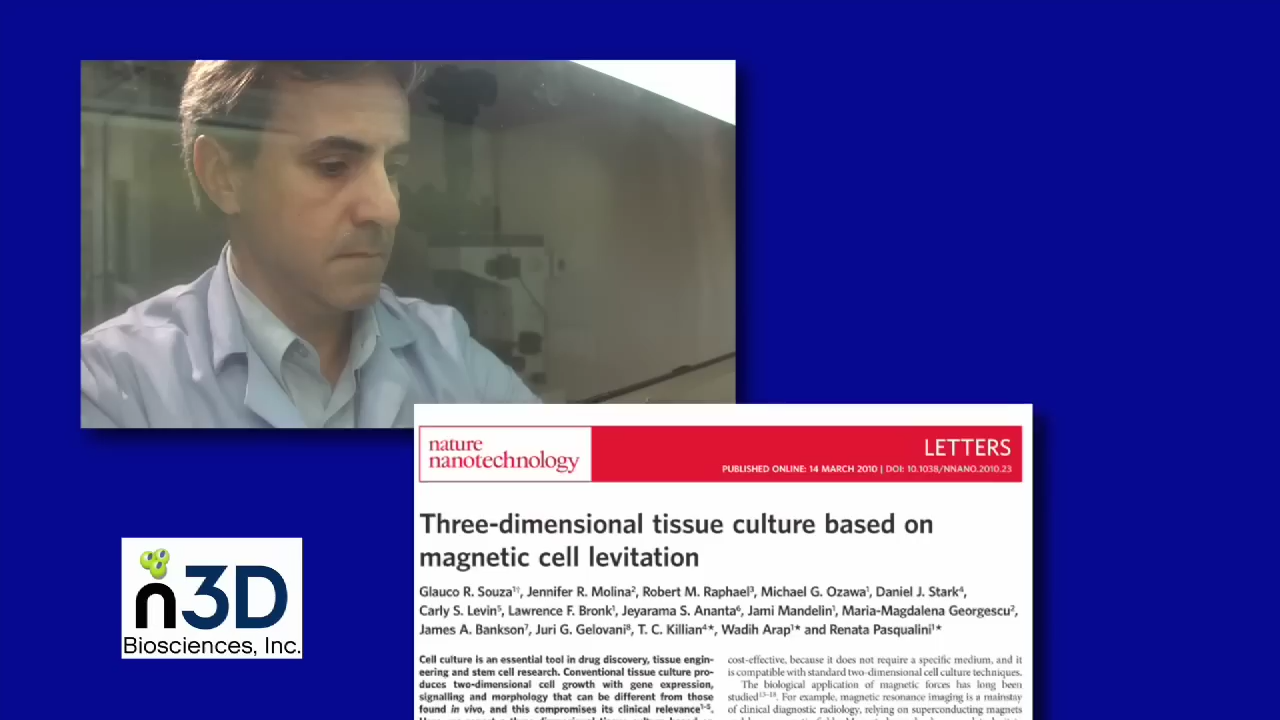 nature
nanotechnology
LETTERS
PUBLISHED ONLINE: 14 MARCH 2010 | DOI: 10.1038/NNANO.2010.23
Three-dimensional tissue culture based on
magnetic cell levitation
Glauco R. Souza¹†, Jennifer R. Molina², Robert M. Raphael³, Michael G. Ozawa¹, Daniel J. Stark⁴,
Carly S. Levin⁵, Lawrence F. Bronk¹, Jeyarama S. Ananta⁶, Jami Mandelin¹, Maria-Magdalena Georgescu²,
James A. Bankson⁷, Juri G. Gelovani⁸, T. C. Killian⁴*, Wadih Arap¹* and Renata Pasqualini¹*
Cell culture is an essential tool in drug discovery, tissue engin-
eering and stem cell research. Conventional tissue culture pro-
duces two-dimensional cell growth with gene expression,
signalling and morphology that can be different from those
found in vivo, and this compromises its clinical relevance¹⁻⁵.
cost-effective, because it does not require a specific medium, and it
is compatible with standard two-dimensional cell culture techniques.
The biological application of magnetic forces has long been
studied¹³⁻¹⁸. For example, magnetic resonance imaging is a mainstay
of clinical diagnostic radiology, relying on superconducting magnets
n3D
Biosciences, Inc.